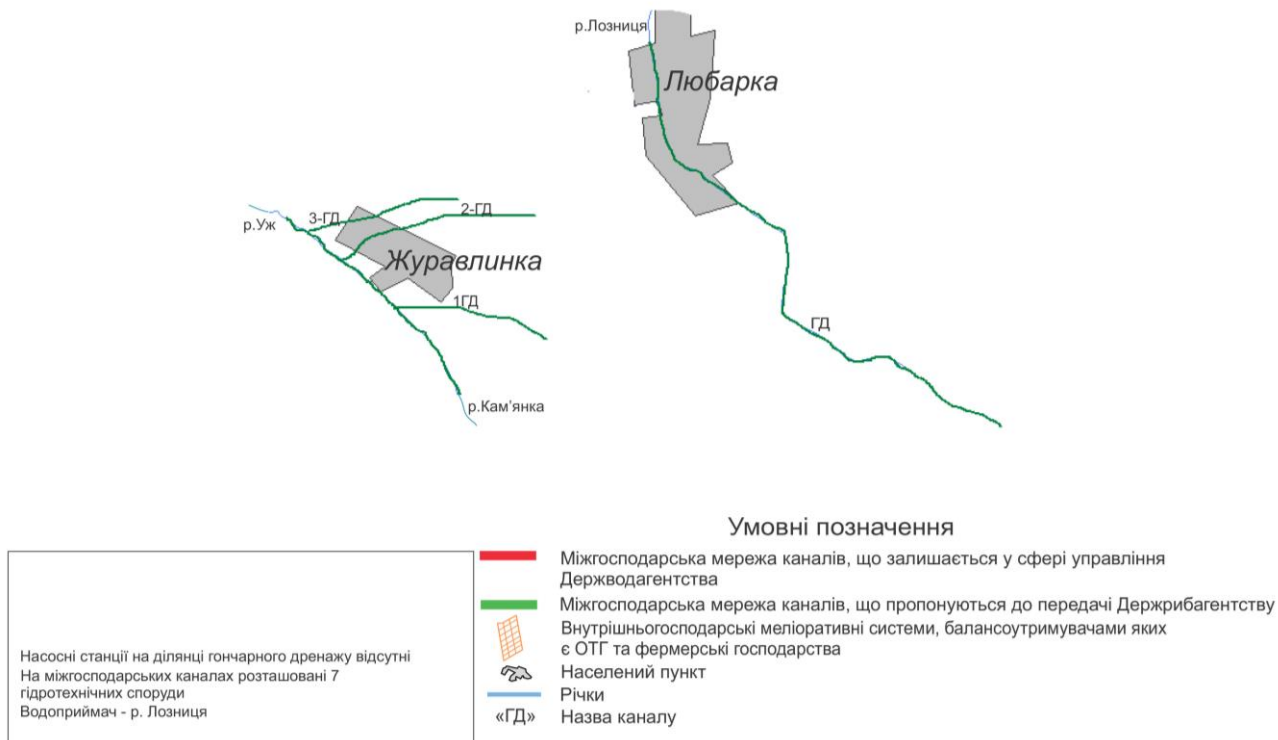 р.Лозниця
Любарка
р.Уж
3-ГД
2-ГД
Журавлинка
1ГД
ГД
р.Кам'янка
Умовні позначення
Міжгосподарська мережа каналів, що залишається у сфері управління
Держводагентства
Міжгосподарська мережа каналів, що пропонуються до передачі Держрибагентству
Внутрішньогосподарські меліоративні системи, балансоутримувачами яких
є ОТГ та фермерські господарства
Населений пункт
Річки
«ГД» Назва каналу
Насосні станції на ділянці гончарного дренажу відсутні
На міжгосподарських каналах розташовані 7
гідротехнічних споруди
Водоприймач - р. Лозниця